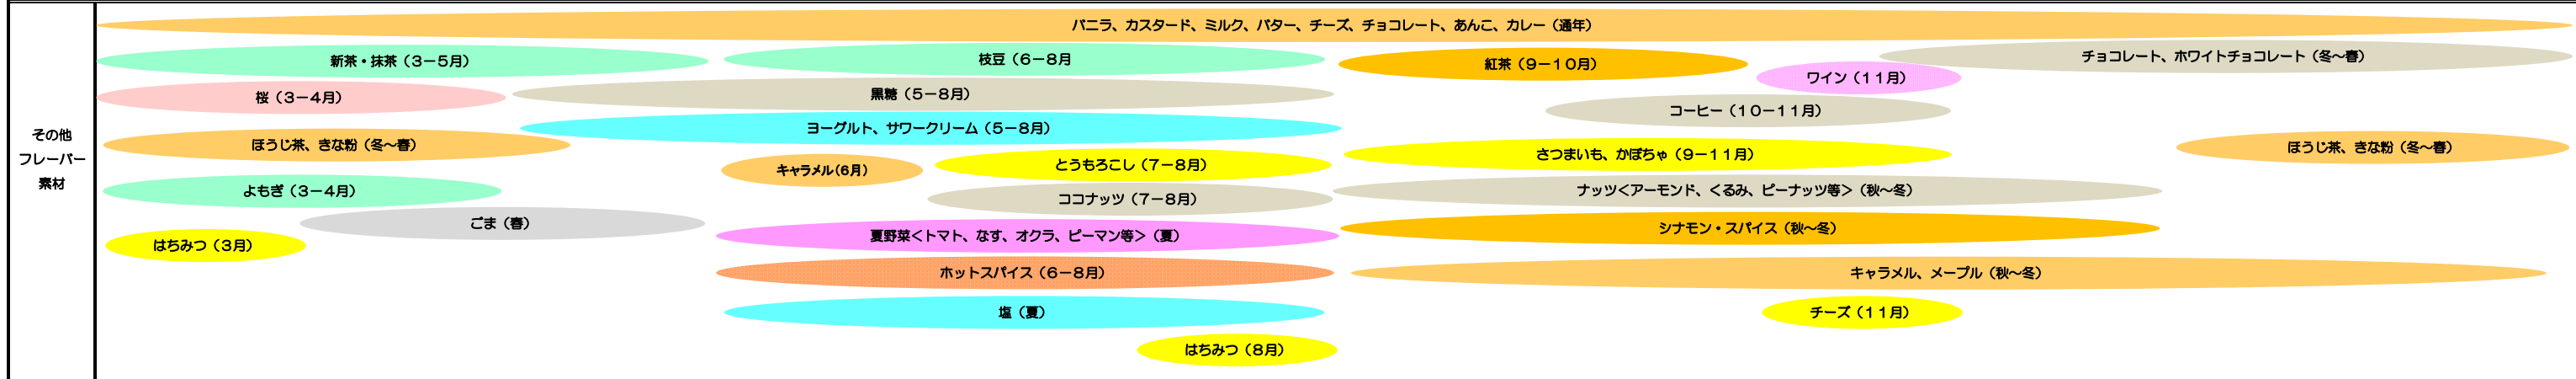 その他
フレーバー
素材
バニラ、カスタード、ミルク、バター、チーズ、チョコレート、あんこ、カレー（通年）
新茶・抹茶（３－５月）
枝豆（６－８月
紅茶（９－１０月）
チョコレート、ホワイトチョコレート（冬～春）
ワイン（１１月）
桜（３－４月）
黒糖（５－８月）
コーヒー（１０－１１月）
ヨーグルト、サワークリーム（５－８月）
ほうじ茶、きな粉（冬～春）
キャラメル（６月）
とうもろこし（７－８月）
さつまいも、かぼちゃ（９－１１月）
ほうじ茶、きな粉（冬～春）
よもぎ（３－４月）
ココナッツ（７－８月）
ナッツ＜アーモンド、くるみ、ピーナッツ等＞（秋～冬）
ごま（春）
はちみつ（３月）
夏野菜＜トマト、なす、オクラ、ピーマン等＞（夏）
シナモン・スパイス（秋～冬）
ホットスパイス（６－８月）
キャラメル、メープル（秋～冬）
塩（夏）
チーズ（１１月）
はちみつ（８月）